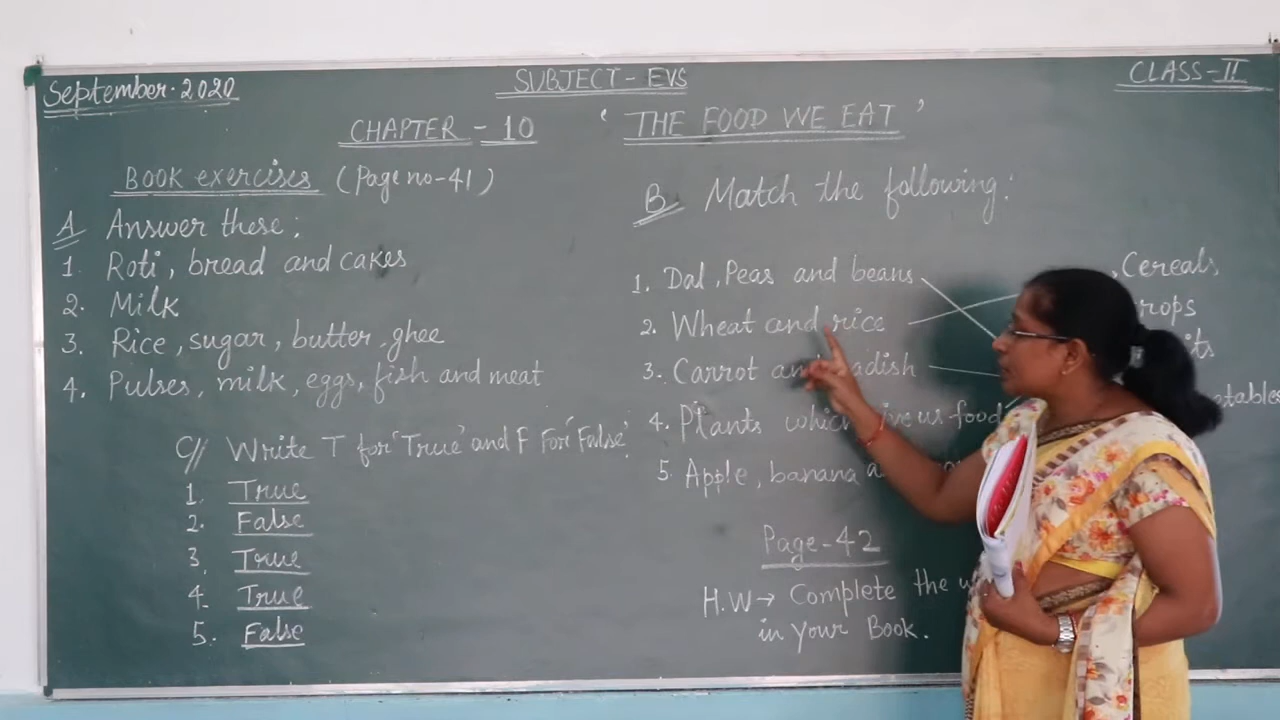 September. 2020
SUBJECT - EVS
CLASS - II
CHAPTER - 10 ' THE FOOD WE EAT '
BOOK exercises (Page no-41)
A Answer these:
1. Roti, bread and cakes
2. Milk
3. Rice, sugar, butter, ghee
4. Pulses, milk, eggs, fish and meat
C// Write T for 'True' and F For 'False'.
1. True
2. False
3. True
4. True
5. False
B Match the following:
1. Dal, Peas and beans
2. Wheat and rice
3. Carrot
4. Plants which us food
5. Apple, banana
Cereals
Page-42
H.W → Complete the
in your Book.